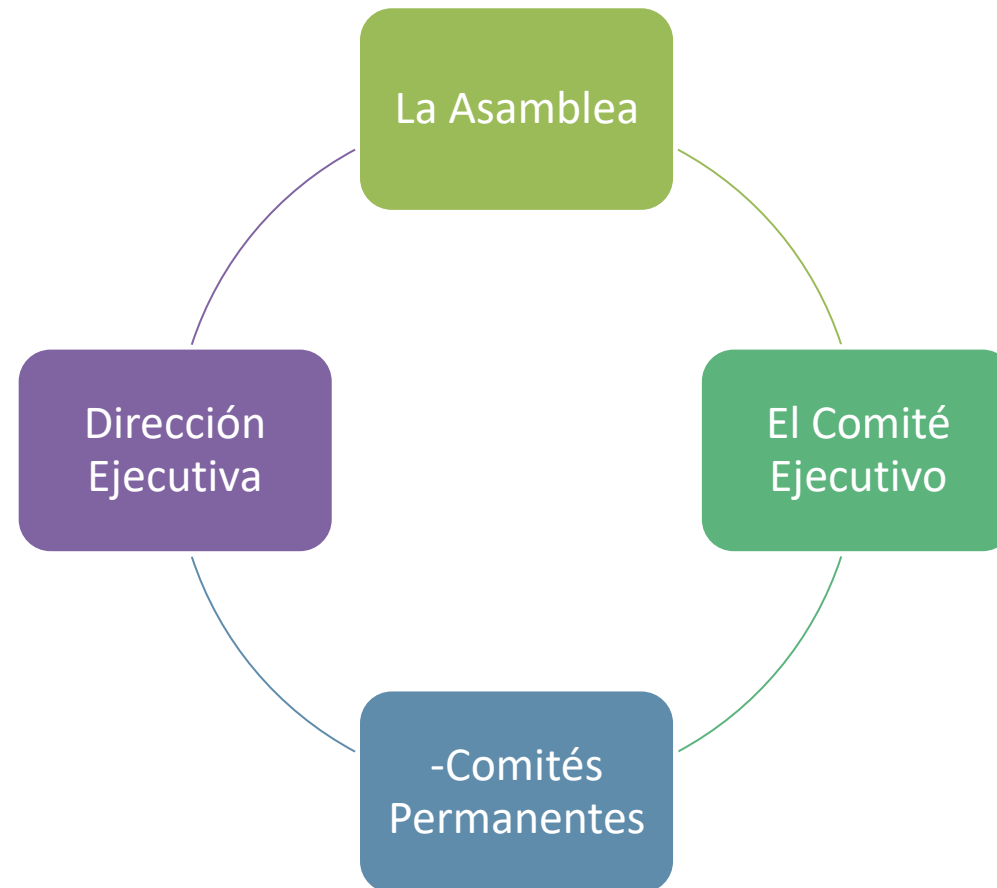 La Asamblea
Dirección
Ejecutiva
El Comité
Ejecutivo
-Comités
Permanentes